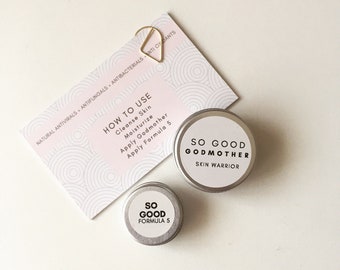 NATURAL ANTIVIRALS • ANTIFUNGALS • ANTIBACTERIALS
HOW TO USE
Cleanse Skin
Moisturize
Apply Godmother
Apply Formula 5
SO GOOD
GODMOTHER
SKIN WARRIOR
SO
GOOD
FORMULA 5